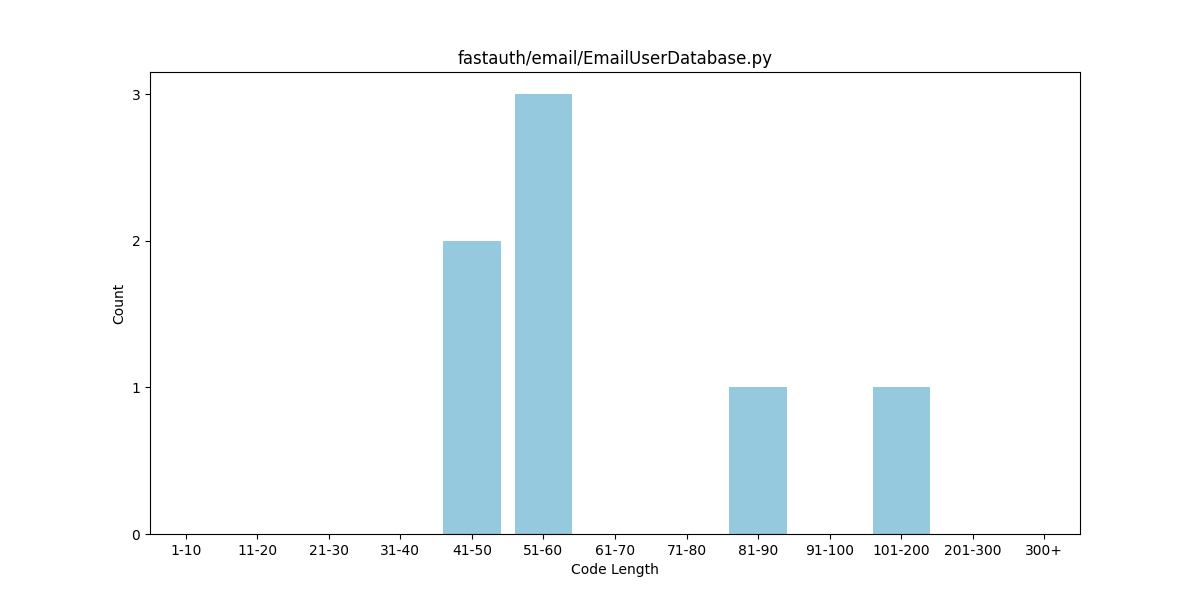 fastauth/email/EmailUserDatabase.py
Count
3
2
1
0
1-10 11-20 21-30 31-40 41-50 51-60 61-70 71-80 81-90 91-100 101-200 201-300 300+
Code Length